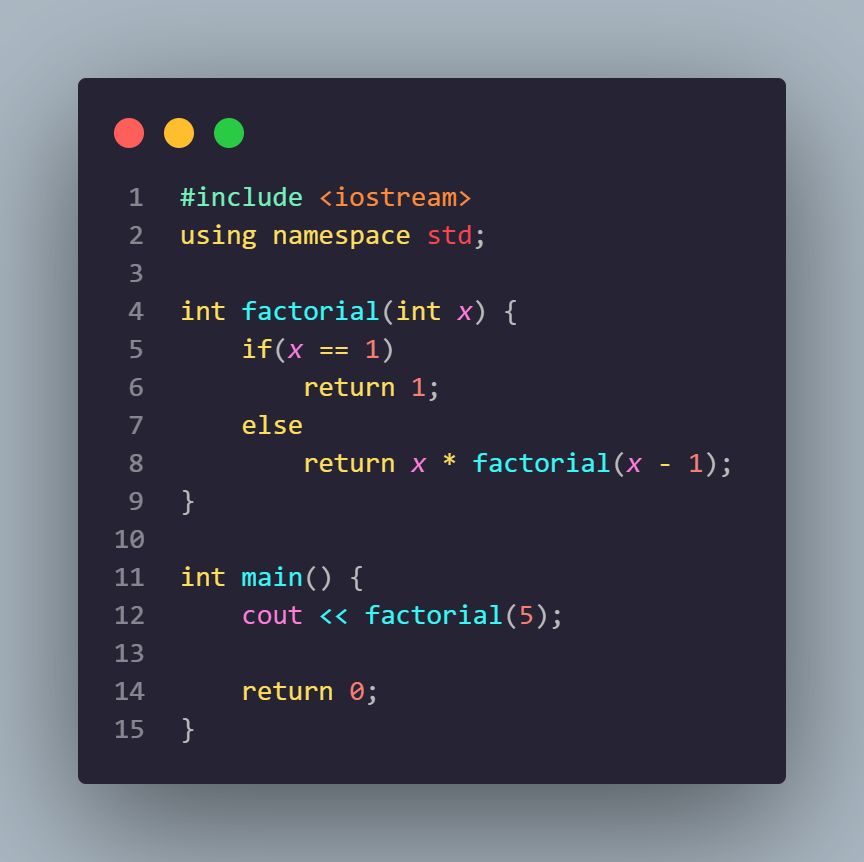 1 #include <iostream>
2 using namespace std;
3
4 int factorial(int x) {
5     if(x == 1)
6         return 1;
7     else
8         return x * factorial(x - 1);
9 }
10
11 int main() {
12     cout << factorial(5);
13
14     return 0;
15 }